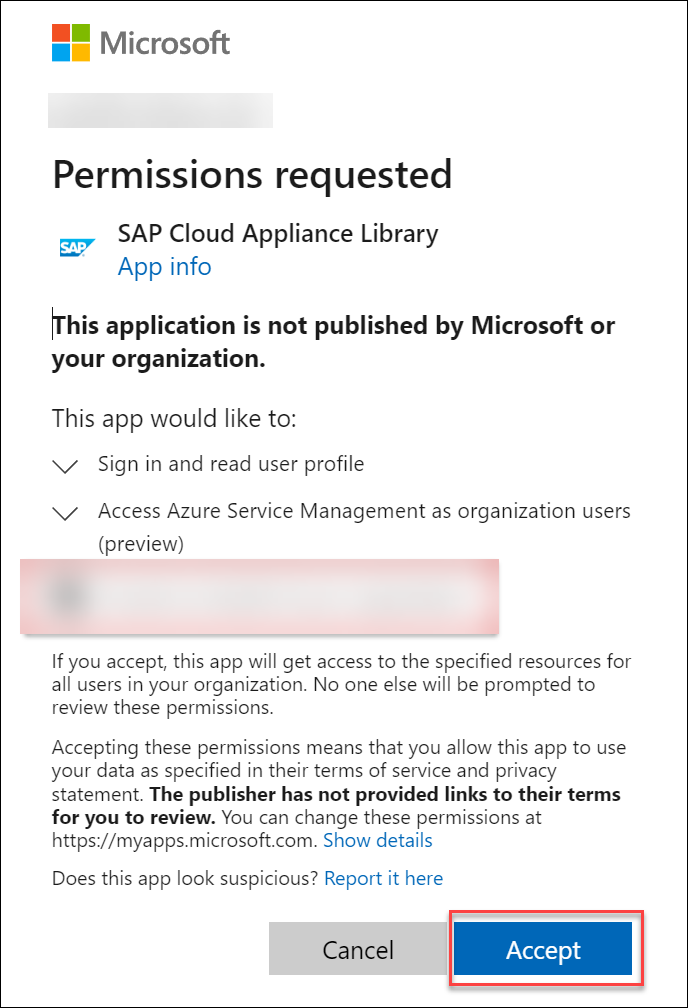 Microsoft
Permissions requested
SAP
SAP Cloud Appliance Library
App info
This application is not published by Microsoft or
your organization.
This app would like to:
Sign in and read user profile
Access Azure Service Management as organization users
(preview)
If you accept, this app will get access to the specified resources for
all users in your organization. No one else will be prompted to
review these permissions.
Accepting these permissions means that you allow this app to use
your data as specified in their terms of service and privacy
statement. The publisher has not provided links to their terms
for you to review. You can change these permissions at
https://myapps.microsoft.com. Show details
Does this app look suspicious? Report it here
Cancel
Accept